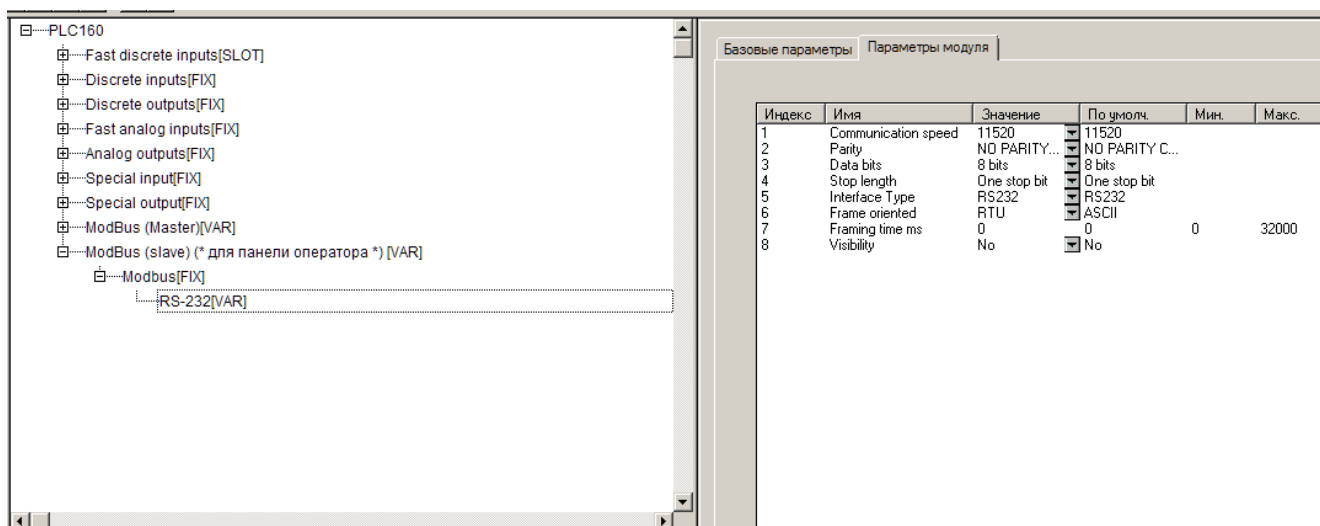 PLC160
Fast discrete inputs[SLOT]
Discrete inputs[FIX]
Discrete outputs[FIX]
Fast analog inputs[FIX]
Analog outputs[FIX]
Special input[FIX]
Special output[FIX]
ModBus (Master)[VAR]
ModBus (slave) (* для панели оператора *) [VAR]
Modbus[FIX]
RS-232[VAR]
Базовые параметры Параметры модуля
Индекс Имя Значение По умолч. Мин. Макс.
1 Communication speed 11520 11520
2 Parity NO PARITY... NO PARITY C...
3 Data bits 8 bits 8 bits
4 Stop length One stop bit One stop bit
5 Interface Type RS232 RS232
6 Frame oriented RTU ASCII
7 Framing time ms 0 0 0 32000
8 Visibility No No